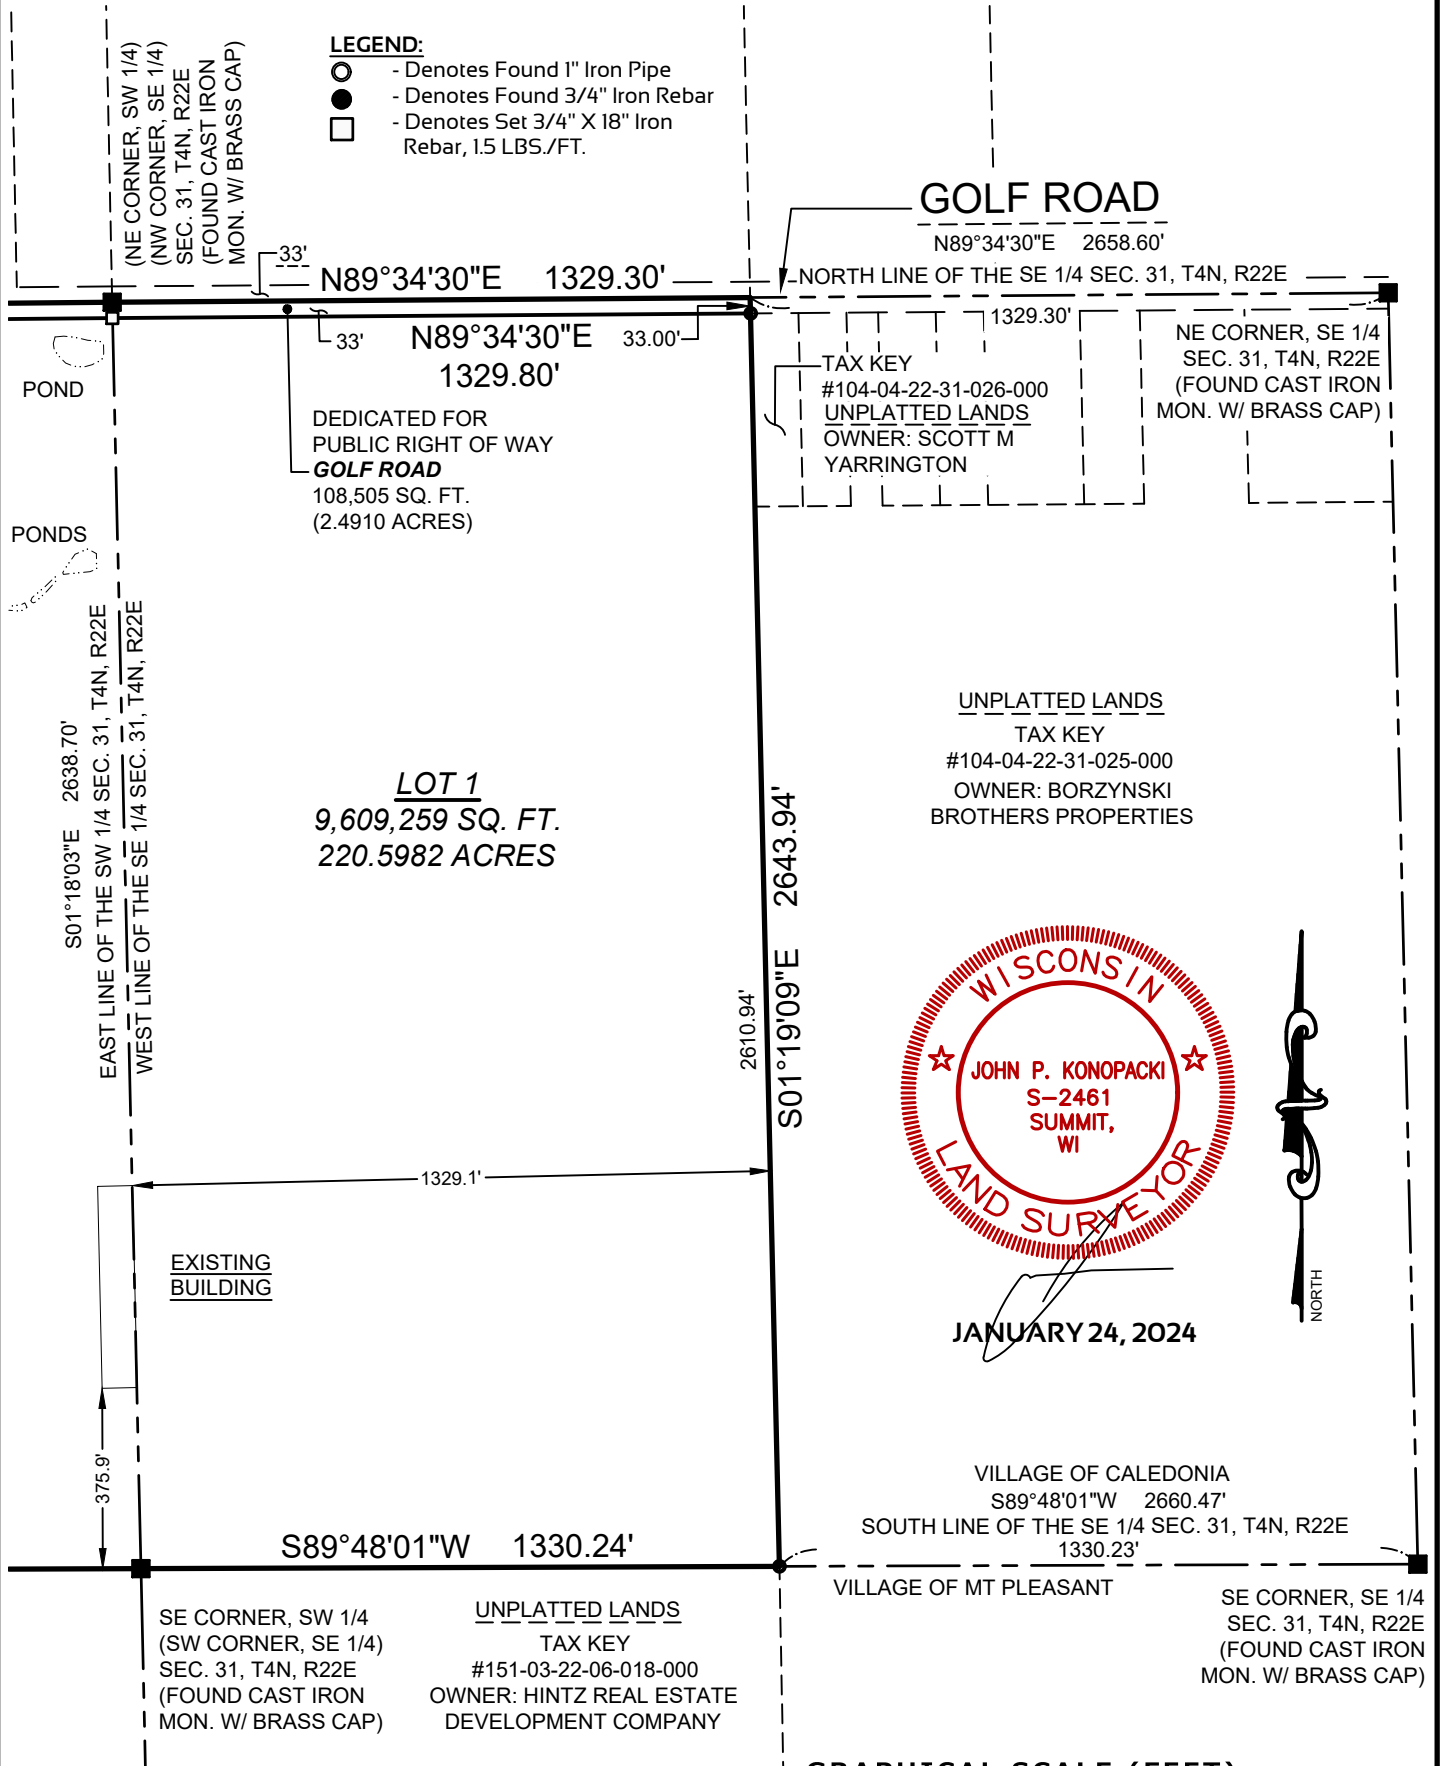 LEGEND:
- Denotes Found 1" Iron Pipe
- Denotes Found 3/4" Iron Rebar
- Denotes Set 3/4" X 18" Iron
Rebar, 1.5 LBS./FT.
(NE CORNER, SW 1/4)
(NW CORNER, SE 1/4)
SEC. 31, T4N, R22E
(FOUND CAST IRON
MON. W/ BRASS CAP)
GOLF ROAD
N89°34'30"E 2658.60'
NORTH LINE OF THE SE 1/4 SEC. 31, T4N, R22E
33'
N89°34'30"E 1329.30'
33'
N89°34'30"E
1329.80'
33.00'
1329.30'
NE CORNER, SE 1/4
SEC. 31, T4N, R22E
(FOUND CAST IRON
MON. W/ BRASS CAP)
TAX KEY
#104-04-22-31-026-000
UNPLATTED LANDS
OWNER: SCOTT M
YARRINGTON
POND
DEDICATED FOR
PUBLIC RIGHT OF WAY
GOLF ROAD
108,505 SQ. FT.
(2.4910 ACRES)
PONDS
S01°18'03"E 2638.70'
EAST LINE OF THE SW 1/4 SEC. 31, T4N, R22E
WEST LINE OF THE SE 1/4 SEC. 31, T4N, R22E
LOT 1
9,609,259 SQ. FT.
220.5982 ACRES
2610.94'
S01°19'09"E 2643.94'
UNPLATTED LANDS
TAX KEY
#104-04-22-31-025-000
OWNER: BORZYNSKI
BROTHERS PROPERTIES
WISCONSIN
JOHN P. KONOPACKI
S-2461
SUMMIT,
WI
LAND SURVEYOR
JANUARY 24, 2024
NORTH
1329.1'
EXISTING
BUILDING
375.9'
S89°48'01"W 1330.24'
VILLAGE OF CALEDONIA
S89°48'01"W 2660.47'
SOUTH LINE OF THE SE 1/4 SEC. 31, T4N, R22E
1330.23'
VILLAGE OF MT PLEASANT
SE CORNER, SW 1/4
(SW CORNER, SE 1/4)
SEC. 31, T4N, R22E
(FOUND CAST IRON
MON. W/ BRASS CAP)
UNPLATTED LANDS
TAX KEY
#151-03-22-06-018-000
OWNER: HINTZ REAL ESTATE
DEVELOPMENT COMPANY
SE CORNER, SE 1/4
SEC. 31, T4N, R22E
(FOUND CAST IRON
MON. W/ BRASS CAP)
GRAPHICAL SCALE (FEET)